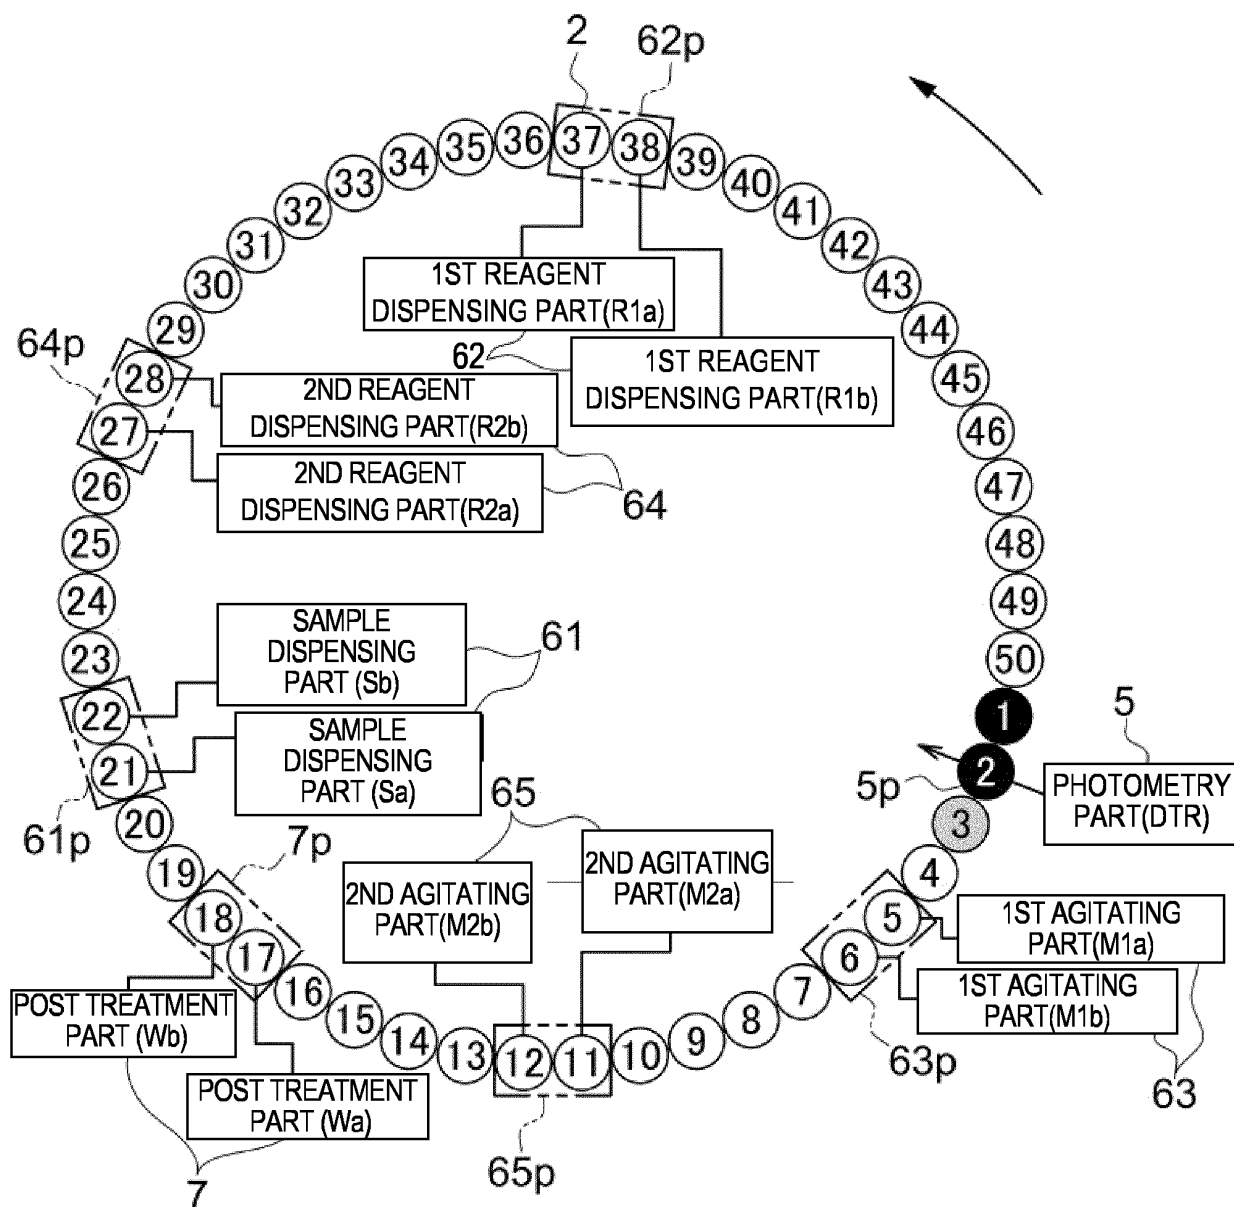 2
62p
36
37
38
35
39
34
40
33
41
32
42
31
43
30
44
29
45
28
46
27
47
26
48
25
49
24
50
23
1
22
2
21
3
20
4
19
5
18
6
17
7
16
8
15
9
14
10
13
12
11
1ST REAGENT
DISPENSING PART(R1a)
62
1ST REAGENT
DISPENSING PART(R1b)
64p
2ND REAGENT
DISPENSING PART(R2b)
2ND REAGENT
DISPENSING PART(R2a)
64
SAMPLE
DISPENSING
PART (Sb)
61
SAMPLE
DISPENSING
PART (Sa)
61p
5
5p
PHOTOMETRY
PART(DTR)
7p
65
2ND AGITATING
PART(M2b)
2ND AGITATING
PART(M2a)
1ST AGITATING
PART(M1a)
1ST AGITATING
PART(M1b)
63p
63
POST TREATMENT
PART (Wb)
POST TREATMENT
PART (Wa)
7
65p